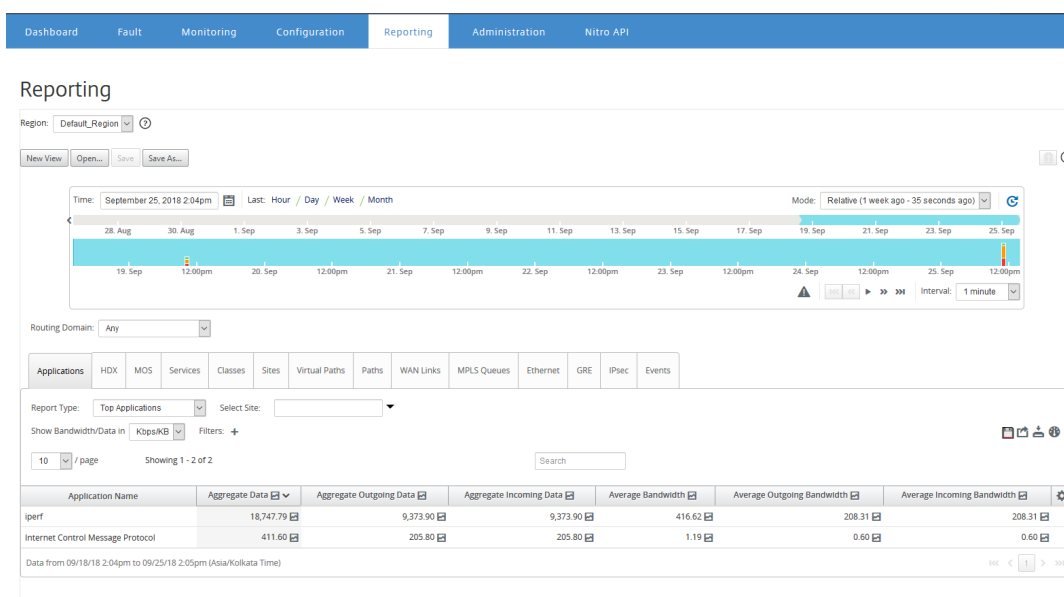 Dashboard Fault Monitoring Configuration Reporting Administration Nitro API
Reporting
Region: Default_Region ?
New View Open... Save Save As...
Time: September 25, 2018 2:04pm Last: Hour / Day / Week / Month Mode: Relative (1 week ago - 35 seconds ago)
28. Aug 30. Aug 1. Sep 3. Sep 5. Sep 7. Sep 9. Sep 11. Sep 13. Sep 15. Sep 17. Sep 19. Sep 21. Sep 23. Sep 25. Sep
19. Sep 12:00pm 20. Sep 12:00pm 21. Sep 12:00pm 22. Sep 12:00pm 23. Sep 12:00pm 24. Sep 12:00pm 25. Sep 12:00pm
Interval: 1 minute
Routing Domain: Any
Applications HDX MOS Services Classes Sites Virtual Paths Paths WAN Links MPLS Queues Ethernet GRE IPsec Events
Report Type: Top Applications Select Site:
Show Bandwidth/Data in Kbps/KB Filters: +
10 / page Showing 1 - 2 of 2 Search
Application Name Aggregate Data Aggregate Outgoing Data Aggregate Incoming Data Average Bandwidth Average Outgoing Bandwidth Average Incoming Bandwidth
iperf 18,747.79 9,373.90 9,373.90 416.62 208.31 208.31
Internet Control Message Protocol 411.60 205.80 205.80 1.19 0.60 0.60
Data from 09/18/18 2:04pm to 09/25/18 2:05pm (Asia/Kolkata Time) 1